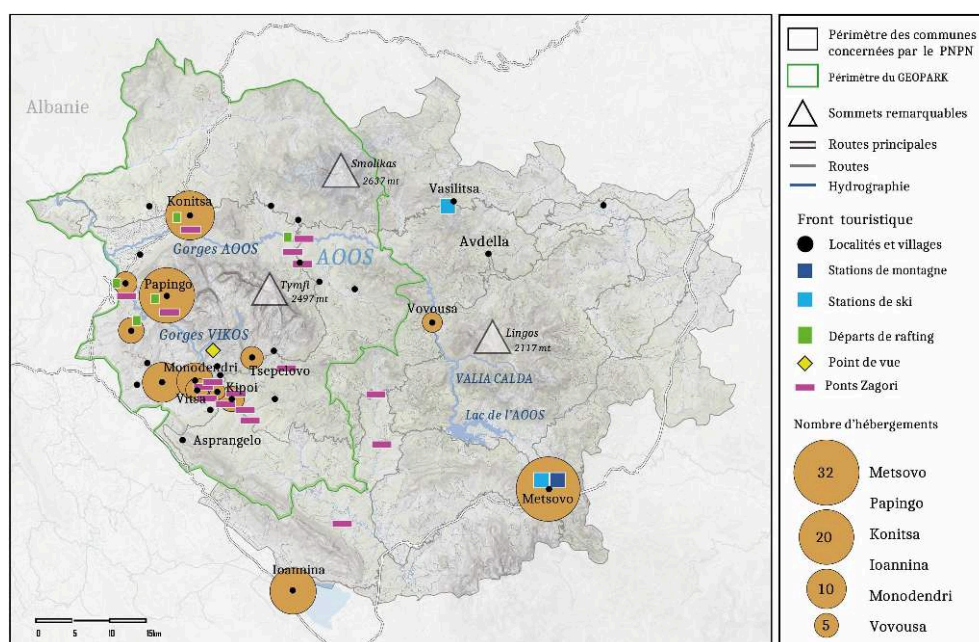 Albanie
Smolikas
2637 mt
Vasilitsa
Konitsa
Gorges AOOS
AOOS
Avdella
Papingo
Tymfi
2497 mt
Vovousa
Lingos
2117 mt
Gorges VIKOS
Monodendri
Tsepelovo
VALIA CALDA
Vitsa
Kipoi
Lac de l'AOOS
Asprangelo
Metsovo
Ioannina
0 5 10 15km
Périmètre des communes
concernées par le PNPN
Périmètre du GEOPARK
Sommets remarquables
Routes principales
Routes
Hydrographie
Front touristique
Localités et villages
Stations de montagne
Stations de ski
Départs de rafting
Point de vue
Ponts Zagori
Nombre d'hébergements
32 Metsovo
Papingo
20 Konitsa
Ioannina
10 Monodendri
5 Vovousa